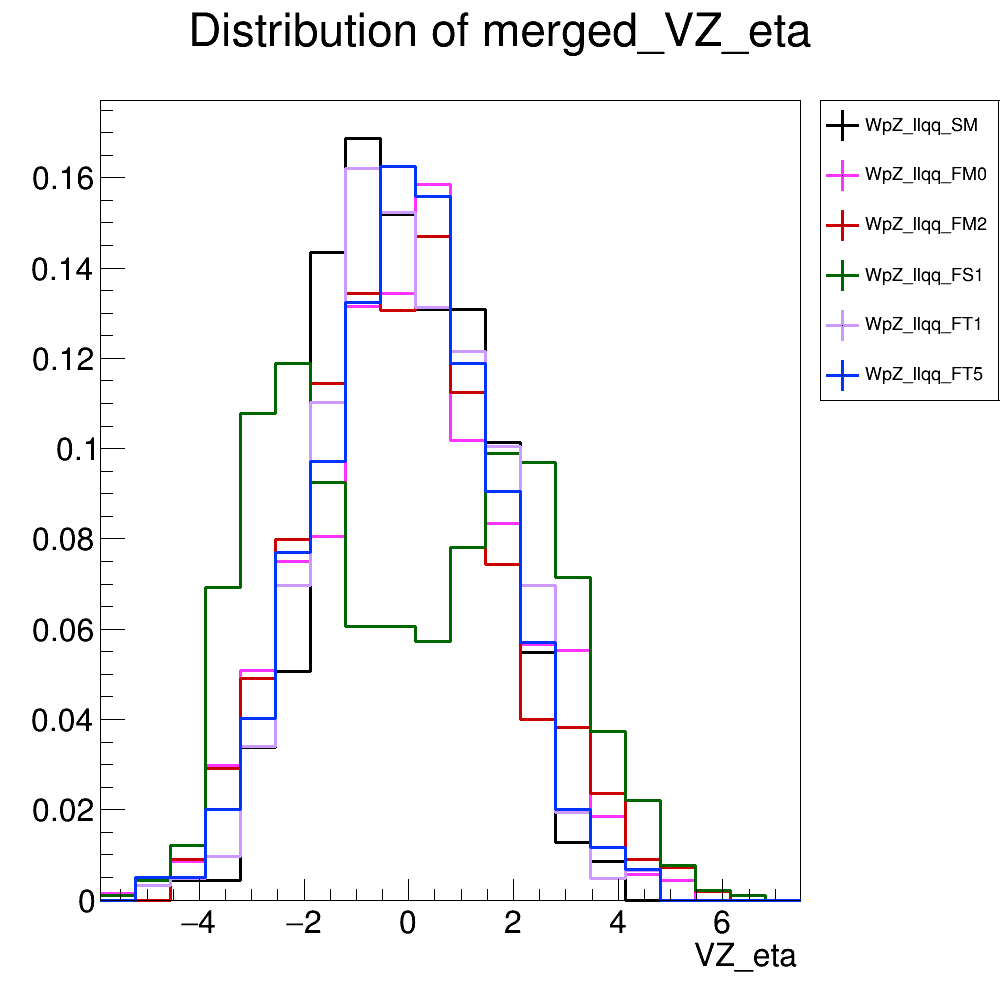 Distribution of merged_VZ_eta
WpZ_llqq_SM
WpZ_llqq_FM0
WpZ_llqq_FM2
WpZ_llqq_FS1
WpZ_llqq_FT1
WpZ_llqq_FT5
0.16
0.14
0.12
0.1
0.08
0.06
0.04
0.02
0
−4 −2 0 2 4 6
VZ_eta